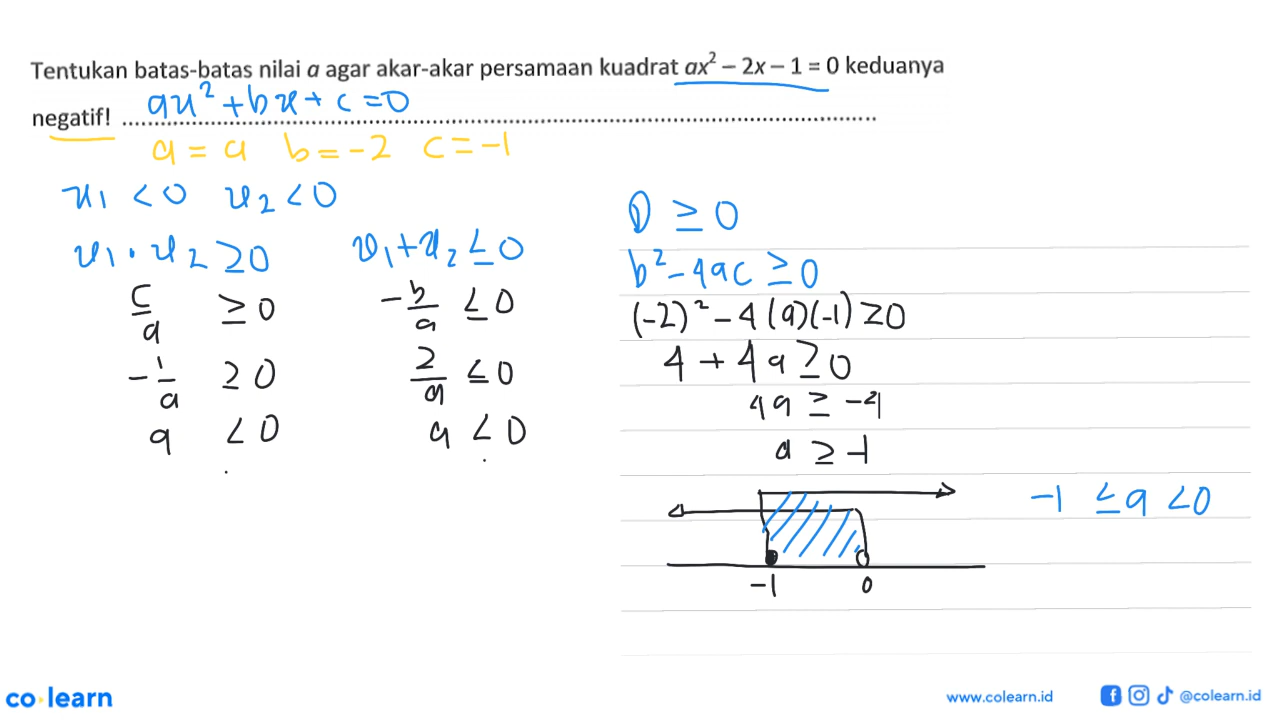 Tentukan batas-batas nilai a agar akar-akar persamaan kuadrat ax² – 2x – 1 = 0 keduanya
negatif! ........................................................................
ax² + bx + c = 0
a = a b = -2 c = -1
x₁ < 0 x₂ < 0
x₁ · x₂ ≥ 0
c/a ≥ 0
-1/a ≥ 0
a < 0
x₁ + x₂ ≤ 0
-b/a ≤ 0
2/a ≤ 0
a < 0
D ≥ 0
b² - 4ac ≥ 0
(-2)² - 4(a)(-1) ≥ 0
4 + 4a ≥ 0
4a ≥ -4
a ≥ -1
-1 ≤ a < 0
-1 0
co learn
www.colearn.id @colearn.id